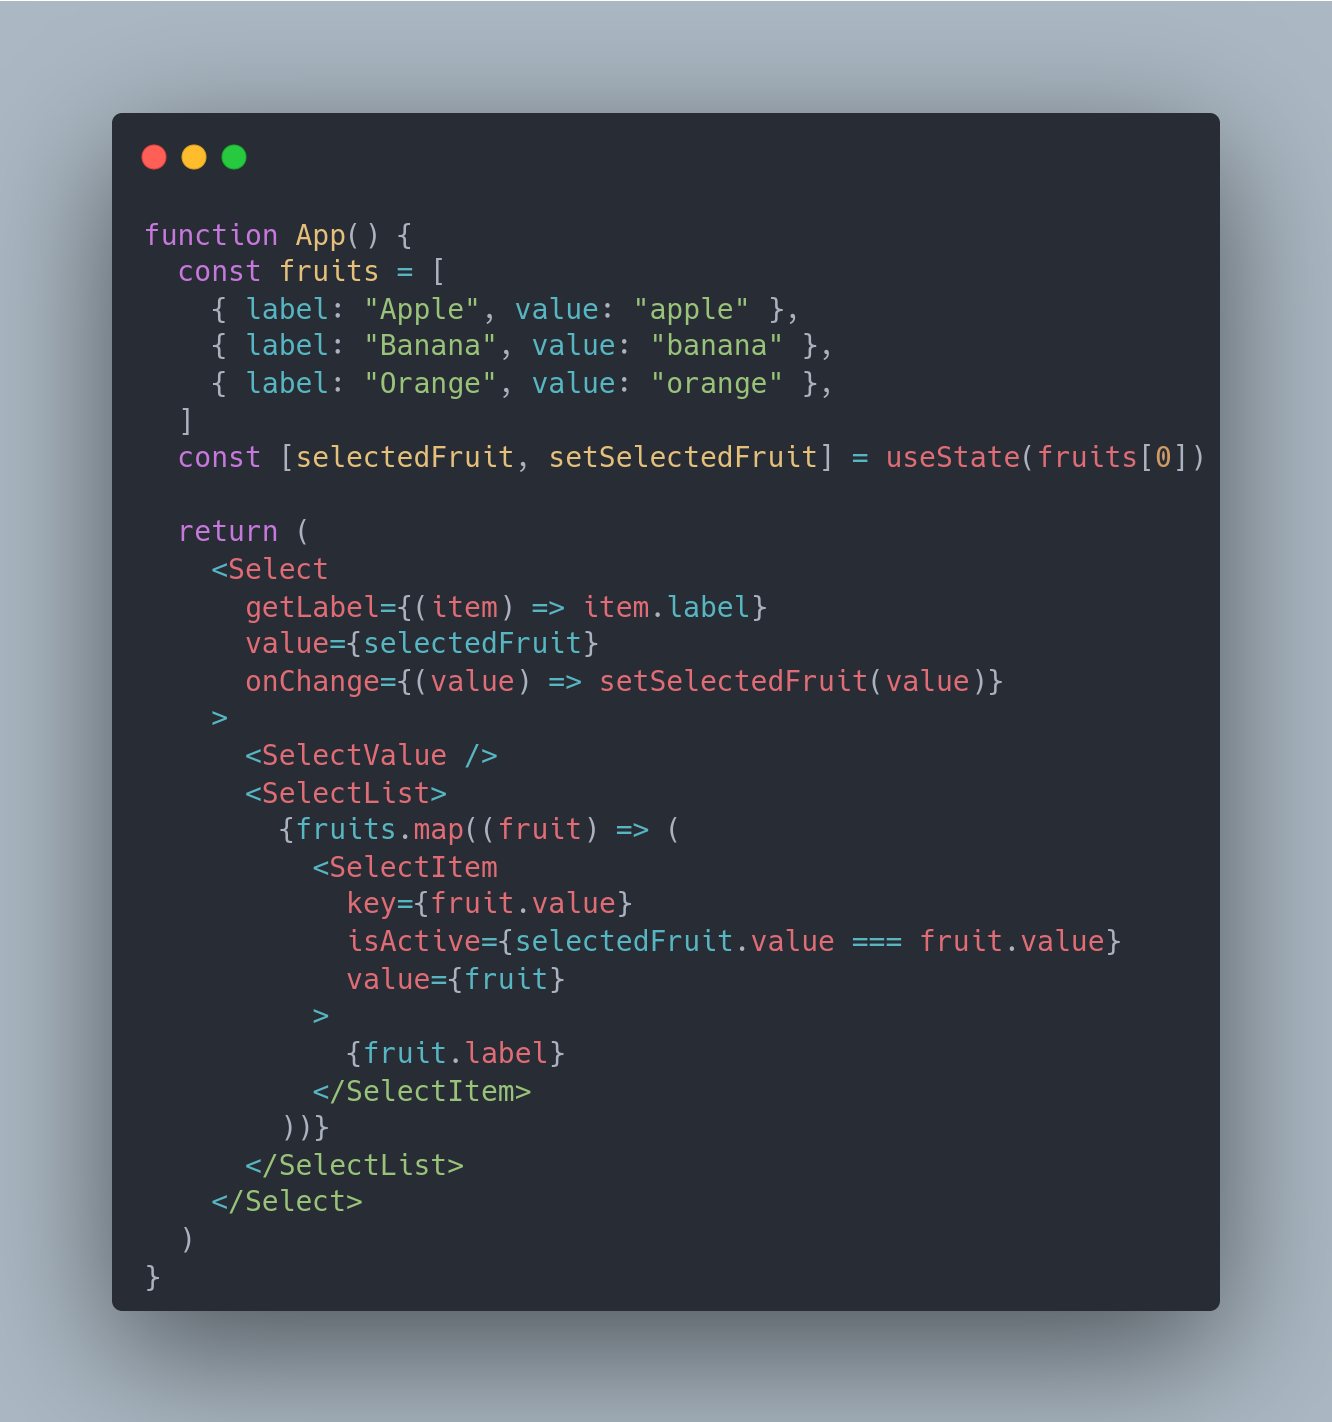 function App() {
  const fruits = [
    { label: "Apple", value: "apple" },
    { label: "Banana", value: "banana" },
    { label: "Orange", value: "orange" },
  ]
  const [selectedFruit, setSelectedFruit] = useState(fruits[0])

  return (
    <Select
      getLabel={(item) => item.label}
      value={selectedFruit}
      onChange={(value) => setSelectedFruit(value)}
    >
      <SelectValue />
      <SelectList>
        {fruits.map((fruit) => (
          <SelectItem
            key={fruit.value}
            isActive={selectedFruit.value === fruit.value}
            value={fruit}
          >
            {fruit.label}
          </SelectItem>
        ))}
      </SelectList>
    </Select>
  )
}